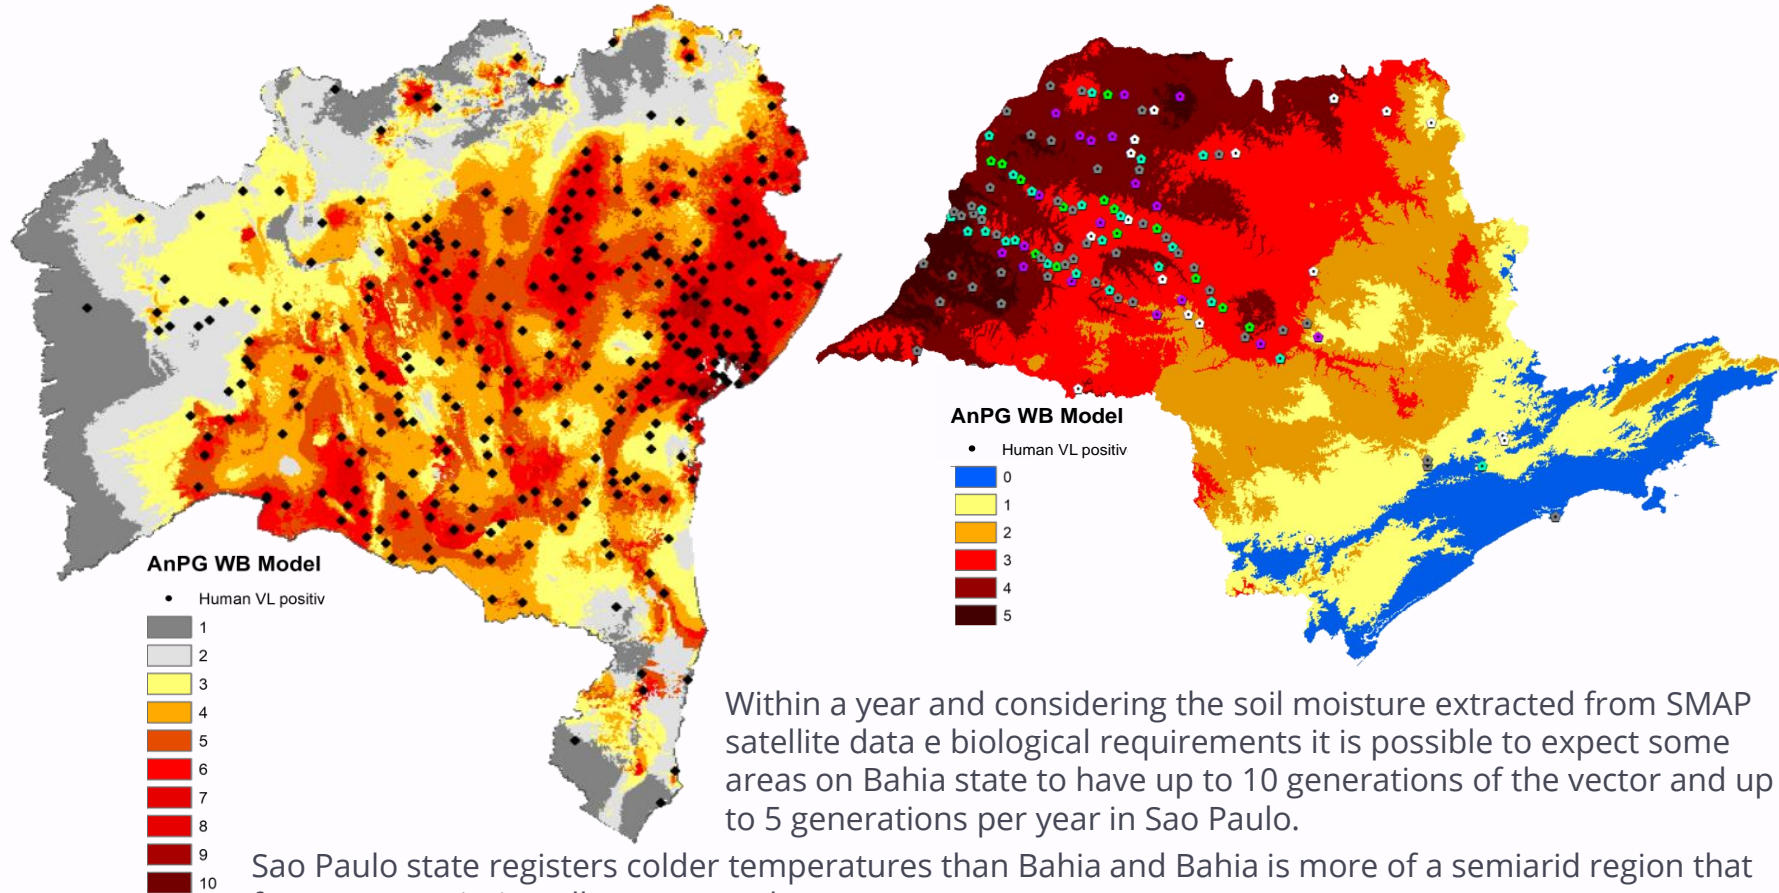 AnPG WB Model
Human VL positiv
1
2
3
4
5
6
7
8
9
10
AnPG WB Model
Human VL positiv
0
1
2
3
4
5
Within a year and considering the soil moisture extracted from SMAP
satellite data e biological requirements it is possible to expect some
areas on Bahia state to have up to 10 generations of the vector and up
to 5 generations per year in Sao Paulo.
Sao Paulo state registers colder temperatures than Bahia and Bahia is more of a semiarid region that